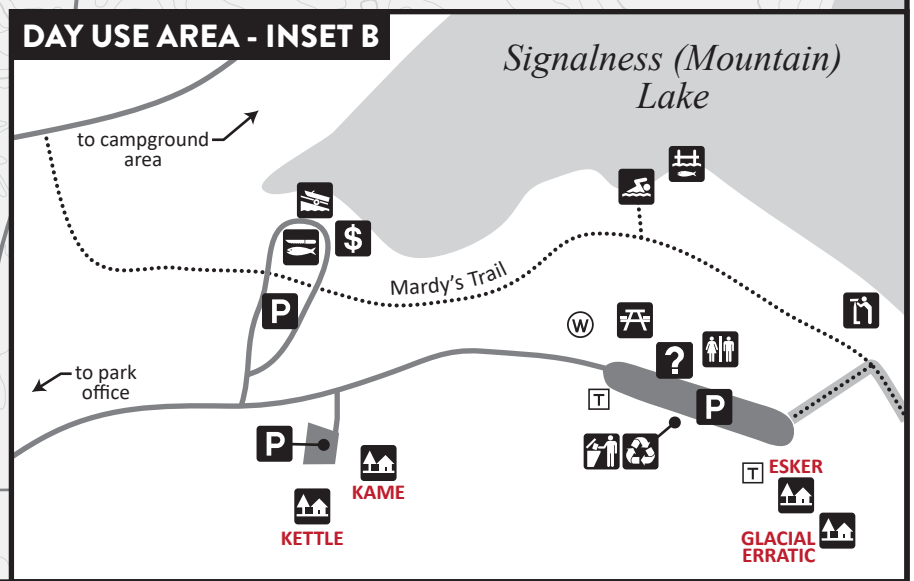 DAY USE AREA - INSET B
Signalness (Mountain)
Lake
to campground
area
$
Mardy's Trail
P
W
?
to park
office
T
P
P
T
ESKER
KAME
KETTLE
GLACIAL
ERRATIC